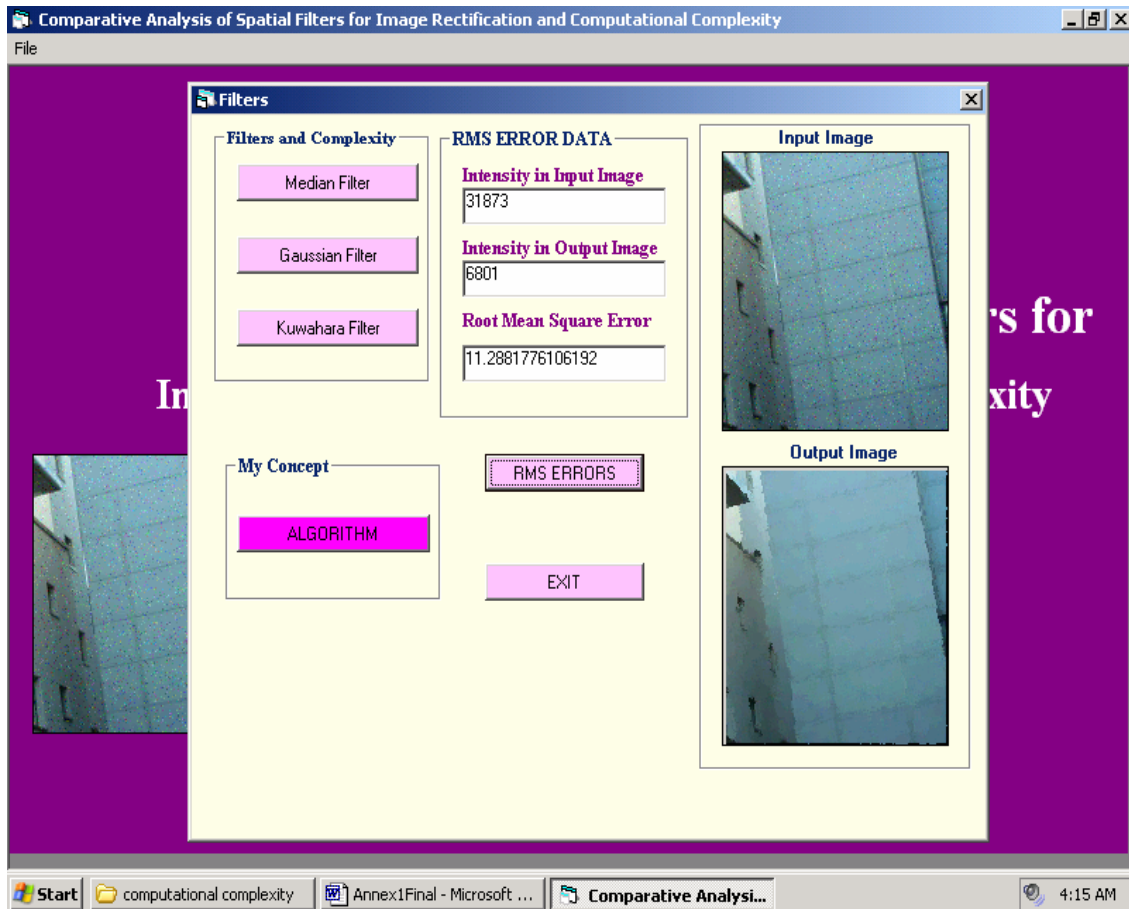 Comparative Analysis of Spatial Filters for Image Rectification and Computational Complexity
File
Filters
Filters and Complexity
Median Filter
Gaussian Filter
Kuwahara Filter
RMS ERROR DATA
Intensity in Input Image
31873
Intensity in Output Image
6801
Root Mean Square Error
11.2881776106192
Input Image
Output Image
My Concept
ALGORITHM
RMS ERRORS
EXIT
's for
In
xity
Start
computational complexity
Annex1Final - Microsoft ...
Comparative Analysi...
4:15 AM